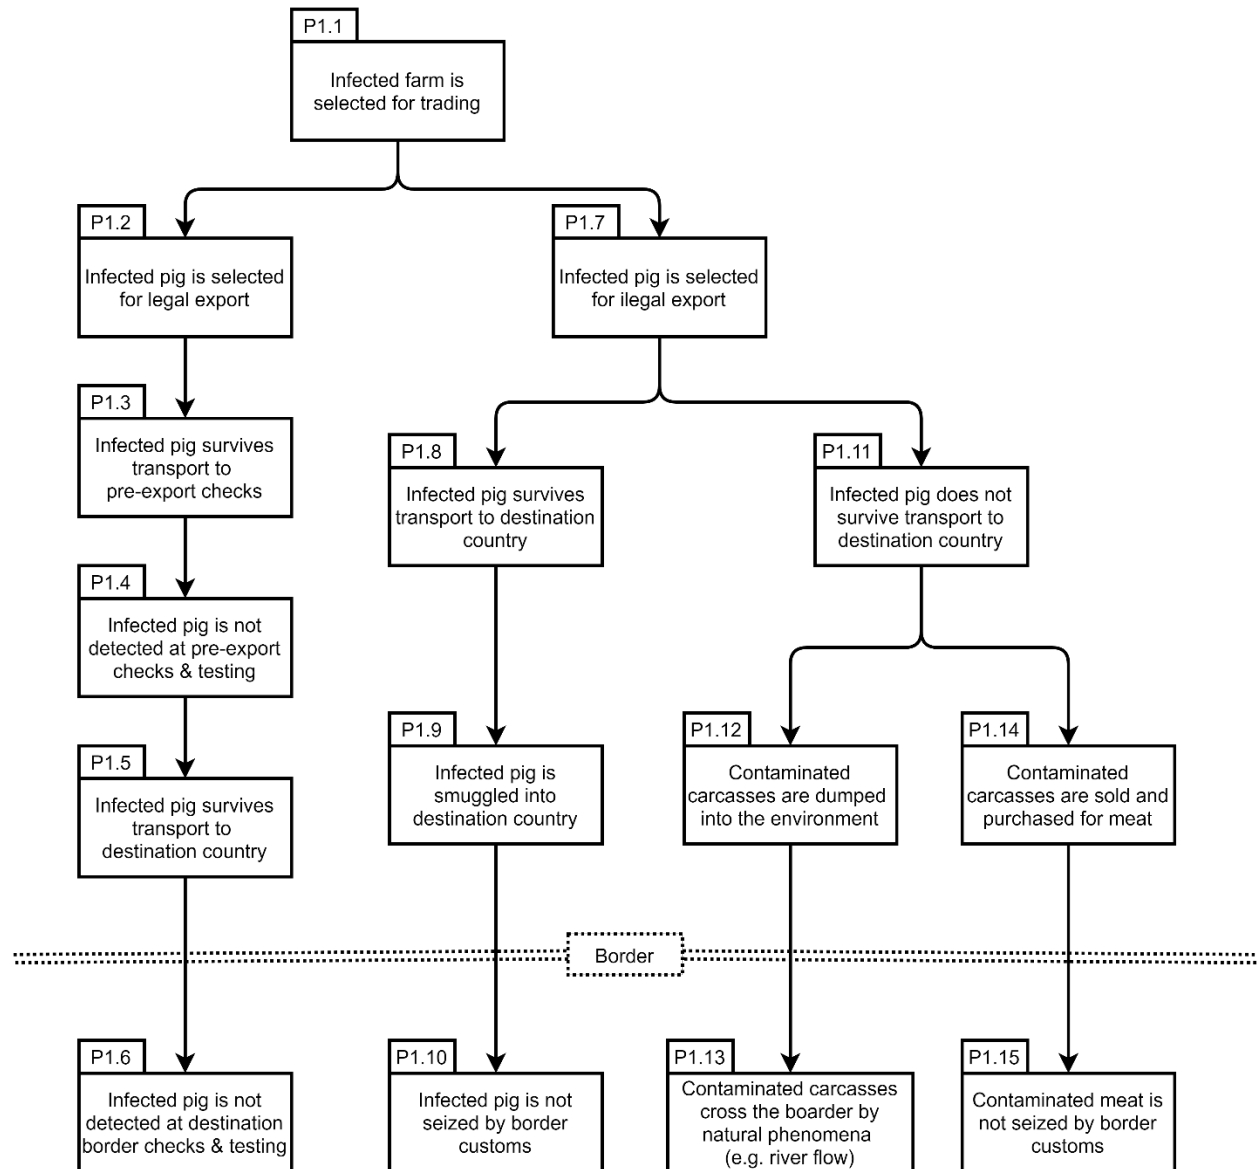 P1.1
Infected farm is
selected for trading
P1.2
Infected pig is selected
for legal export
P1.7
Infected pig is selected
for ilegal export
P1.3
Infected pig survives
transport to
pre-export checks
P1.8
Infected pig survives
transport to destination
country
P1.11
Infected pig does not
survive transport to
destination country
P1.4
Infected pig is not
detected at pre-export
checks & testing
P1.5
Infected pig survives
transport to
destination country
P1.9
Infected pig is
smuggled into
destination country
P1.12
Contaminated
carcasses are dumped
into the environment
P1.14
Contaminated
carcasses are sold and
purchased for meat
Border
P1.6
Infected pig is not
detected at destination
border checks & testing
P1.10
Infected pig is not
seized by border
customs
P1.13
Contaminated carcasses
cross the boarder by
natural phenomena
(e.g. river flow)
P1.15
Contaminated meat is
not seized by border
customs